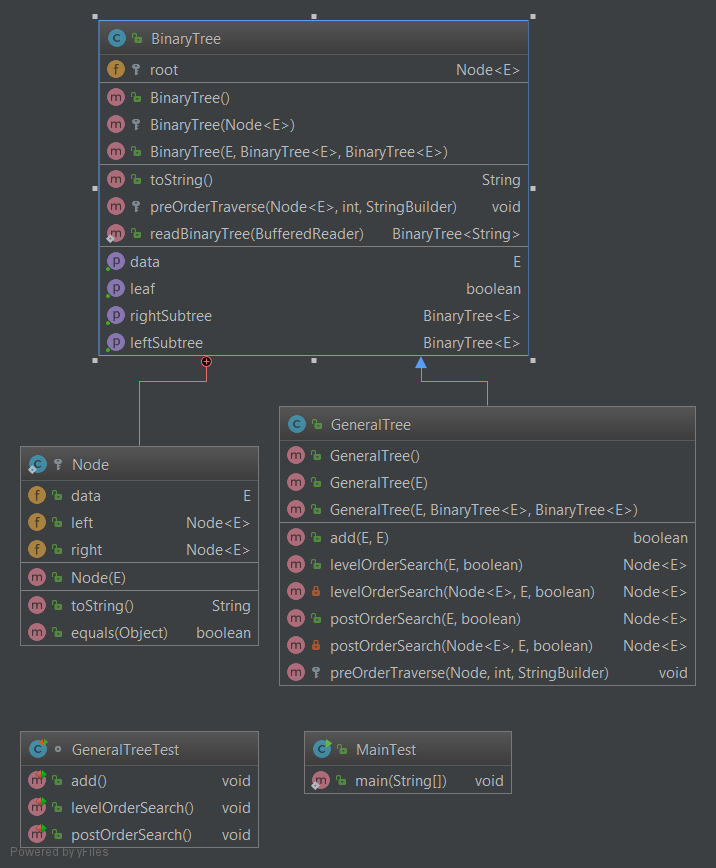 BinaryTree
root Node<E>
BinaryTree()
BinaryTree(Node<E>)
BinaryTree(E, BinaryTree<E>, BinaryTree<E>)
toString() String
preOrderTraverse(Node<E>, int, StringBuilder) void
readBinaryTree(BufferedReader) BinaryTree<String>
data E
leaf boolean
rightSubtree BinaryTree<E>
leftSubtree BinaryTree<E>
Node
data E
left Node<E>
right Node<E>
Node(E)
toString() String
equals(Object) boolean
GeneralTree
GeneralTree()
GeneralTree(E)
GeneralTree(E, BinaryTree<E>, BinaryTree<E>)
add(E, E) boolean
levelOrderSearch(E, boolean) Node<E>
levelOrderSearch(Node<E>, E, boolean) Node<E>
postOrderSearch(E, boolean) Node<E>
postOrderSearch(Node<E>, E, boolean) Node<E>
preOrderTraverse(Node, int, StringBuilder) void
GeneralTreeTest
add() void
levelOrderSearch() void
postOrderSearch() void
MainTest
main(String[]) void
Powered by yFiles